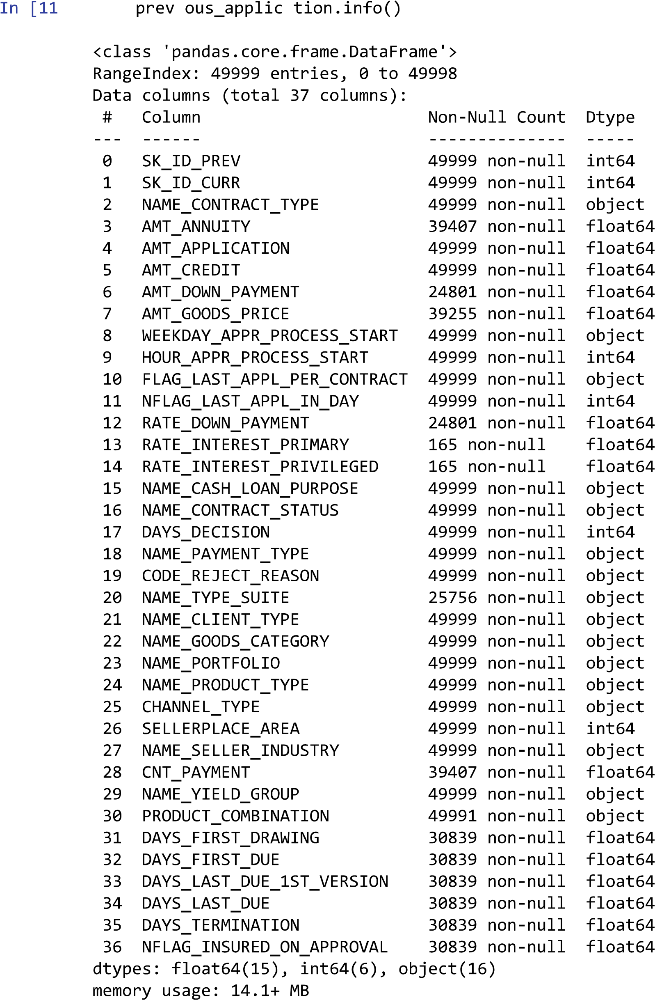 In [11 prev ous_applic tion.info()
<class 'pandas.core.frame.DataFrame'>
RangeIndex: 49999 entries, 0 to 49998
Data columns (total 37 columns):
 #   Column                       Non-Null Count  Dtype
---  ------                       --------------  -----
 0   SK_ID_PREV                   49999 non-null  int64
 1   SK_ID_CURR                   49999 non-null  int64
 2   NAME_CONTRACT_TYPE           49999 non-null  object
 3   AMT_ANNUITY                  39407 non-null  float64
 4   AMT_APPLICATION              49999 non-null  float64
 5   AMT_CREDIT                   49999 non-null  float64
 6   AMT_DOWN_PAYMENT             24801 non-null  float64
 7   AMT_GOODS_PRICE              39255 non-null  float64
 8   WEEKDAY_APPR_PROCESS_START   49999 non-null  object
 9   HOUR_APPR_PROCESS_START      49999 non-null  int64
 10  FLAG_LAST_APPL_PER_CONTRACT  49999 non-null  object
 11  NFLAG_LAST_APPL_IN_DAY       49999 non-null  int64
 12  RATE_DOWN_PAYMENT            24801 non-null  float64
 13  RATE_INTEREST_PRIMARY        165 non-null    float64
 14  RATE_INTEREST_PRIVILEGED     165 non-null    float64
 15  NAME_CASH_LOAN_PURPOSE       49999 non-null  object
 16  NAME_CONTRACT_STATUS         49999 non-null  object
 17  DAYS_DECISION                49999 non-null  int64
 18  NAME_PAYMENT_TYPE            49999 non-null  object
 19  CODE_REJECT_REASON           49999 non-null  object
 20  NAME_TYPE_SUITE              25756 non-null  object
 21  NAME_CLIENT_TYPE             49999 non-null  object
 22  NAME_GOODS_CATEGORY          49999 non-null  object
 23  NAME_PORTFOLIO               49999 non-null  object
 24  NAME_PRODUCT_TYPE            49999 non-null  object
 25  CHANNEL_TYPE                 49999 non-null  object
 26  SELLERPLACE_AREA             49999 non-null  int64
 27  NAME_SELLER_INDUSTRY         49999 non-null  object
 28  CNT_PAYMENT                  39407 non-null  float64
 29  NAME_YIELD_GROUP             49999 non-null  object
 30  PRODUCT_COMBINATION          49991 non-null  object
 31  DAYS_FIRST_DRAWING           30839 non-null  float64
 32  DAYS_FIRST_DUE               30839 non-null  float64
 33  DAYS_LAST_DUE_1ST_VERSION    30839 non-null  float64
 34  DAYS_LAST_DUE                30839 non-null  float64
 35  DAYS_TERMINATION             30839 non-null  float64
 36  NFLAG_INSURED_ON_APPROVAL    30839 non-null  float64
dtypes: float64(15), int64(6), object(16)
memory usage: 14.1+ MB